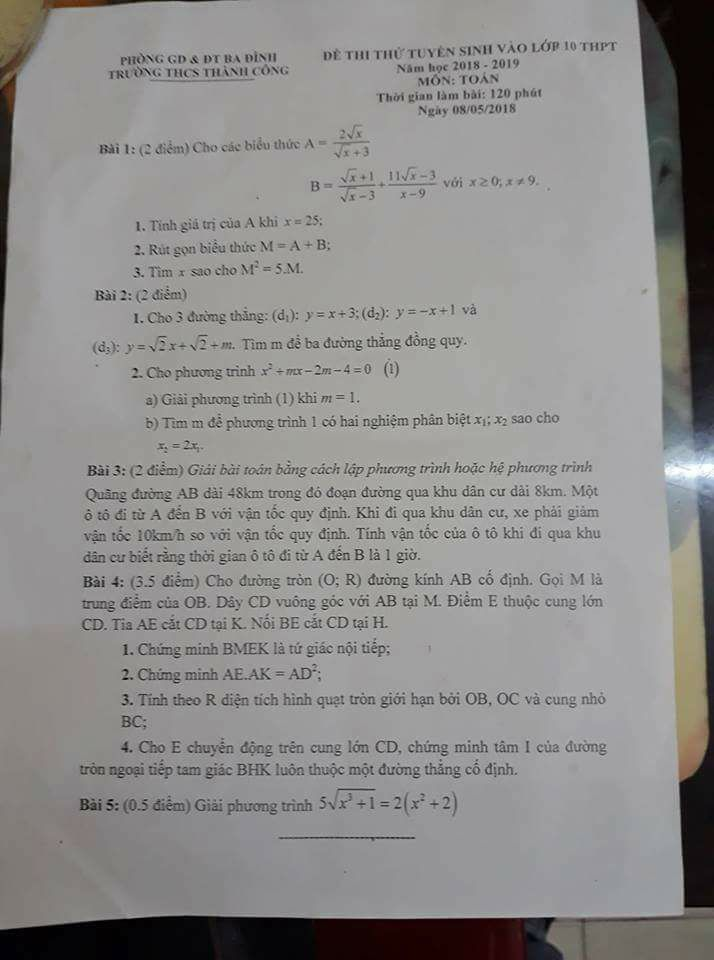 PHÒNG GD & ĐT BA ĐÌNH
TRƯỜNG THCS THÀNH CÔNG
ĐỀ THI THỬ TUYỂN SINH VÀO LỚP 10 THPT
Năm học 2018 - 2019
MÔN: TOÁN
Thời gian làm bài: 120 phút
Ngày 08/05/2018
Bài 1: (2 điểm) Cho các biểu thức A = 2√x / (√x + 3)
B = (√x + 1)/(√x − 3) + (11√x − 3)/(x − 9) với x ≥ 0; x ≠ 9.
1. Tính giá trị của A khi x = 25;
2. Rút gọn biểu thức M = A + B;
3. Tìm x sao cho M² = 5.M.
Bài 2: (2 điểm)
1. Cho 3 đường thẳng: (d₁): y = x + 3; (d₂): y = −x + 1 và
(d₃): y = √2 x + √2 + m. Tìm m để ba đường thẳng đồng quy.
2. Cho phương trình x² + mx − 2m − 4 = 0 (1)
a) Giải phương trình (1) khi m = 1.
b) Tìm m để phương trình 1 có hai nghiệm phân biệt x₁; x₂ sao cho
x₂ = 2x₁.
Bài 3: (2 điểm) Giải bài toán bằng cách lập phương trình hoặc hệ phương trình
Quãng đường AB dài 48km trong đó đoạn đường qua khu dân cư dài 8km. Một
ô tô đi từ A đến B với vận tốc quy định. Khi đi qua khu dân cư, xe phải giảm
vận tốc 10km/h so với vận tốc quy định. Tính vận tốc của ô tô khi đi qua khu
dân cư biết rằng thời gian ô tô đi từ A đến B là 1 giờ.
Bài 4: (3.5 điểm) Cho đường tròn (O; R) đường kính AB cố định. Gọi M là
trung điểm của OB. Dây CD vuông góc với AB tại M. Điểm E thuộc cung lớn
CD. Tia AE cắt CD tại K. Nối BE cắt CD tại H.
1. Chứng minh BMEK là tứ giác nội tiếp;
2. Chứng minh AE.AK = AD²;
3. Tính theo R diện tích hình quạt tròn giới hạn bởi OB, OC và cung nhỏ
BC;
4. Cho E chuyển động trên cung lớn CD, chứng minh tâm I của đường
tròn ngoại tiếp tam giác BHK luôn thuộc một đường thẳng cố định.
Bài 5: (0.5 điểm) Giải phương trình 5√(x³ + 1) = 2(x² + 2)